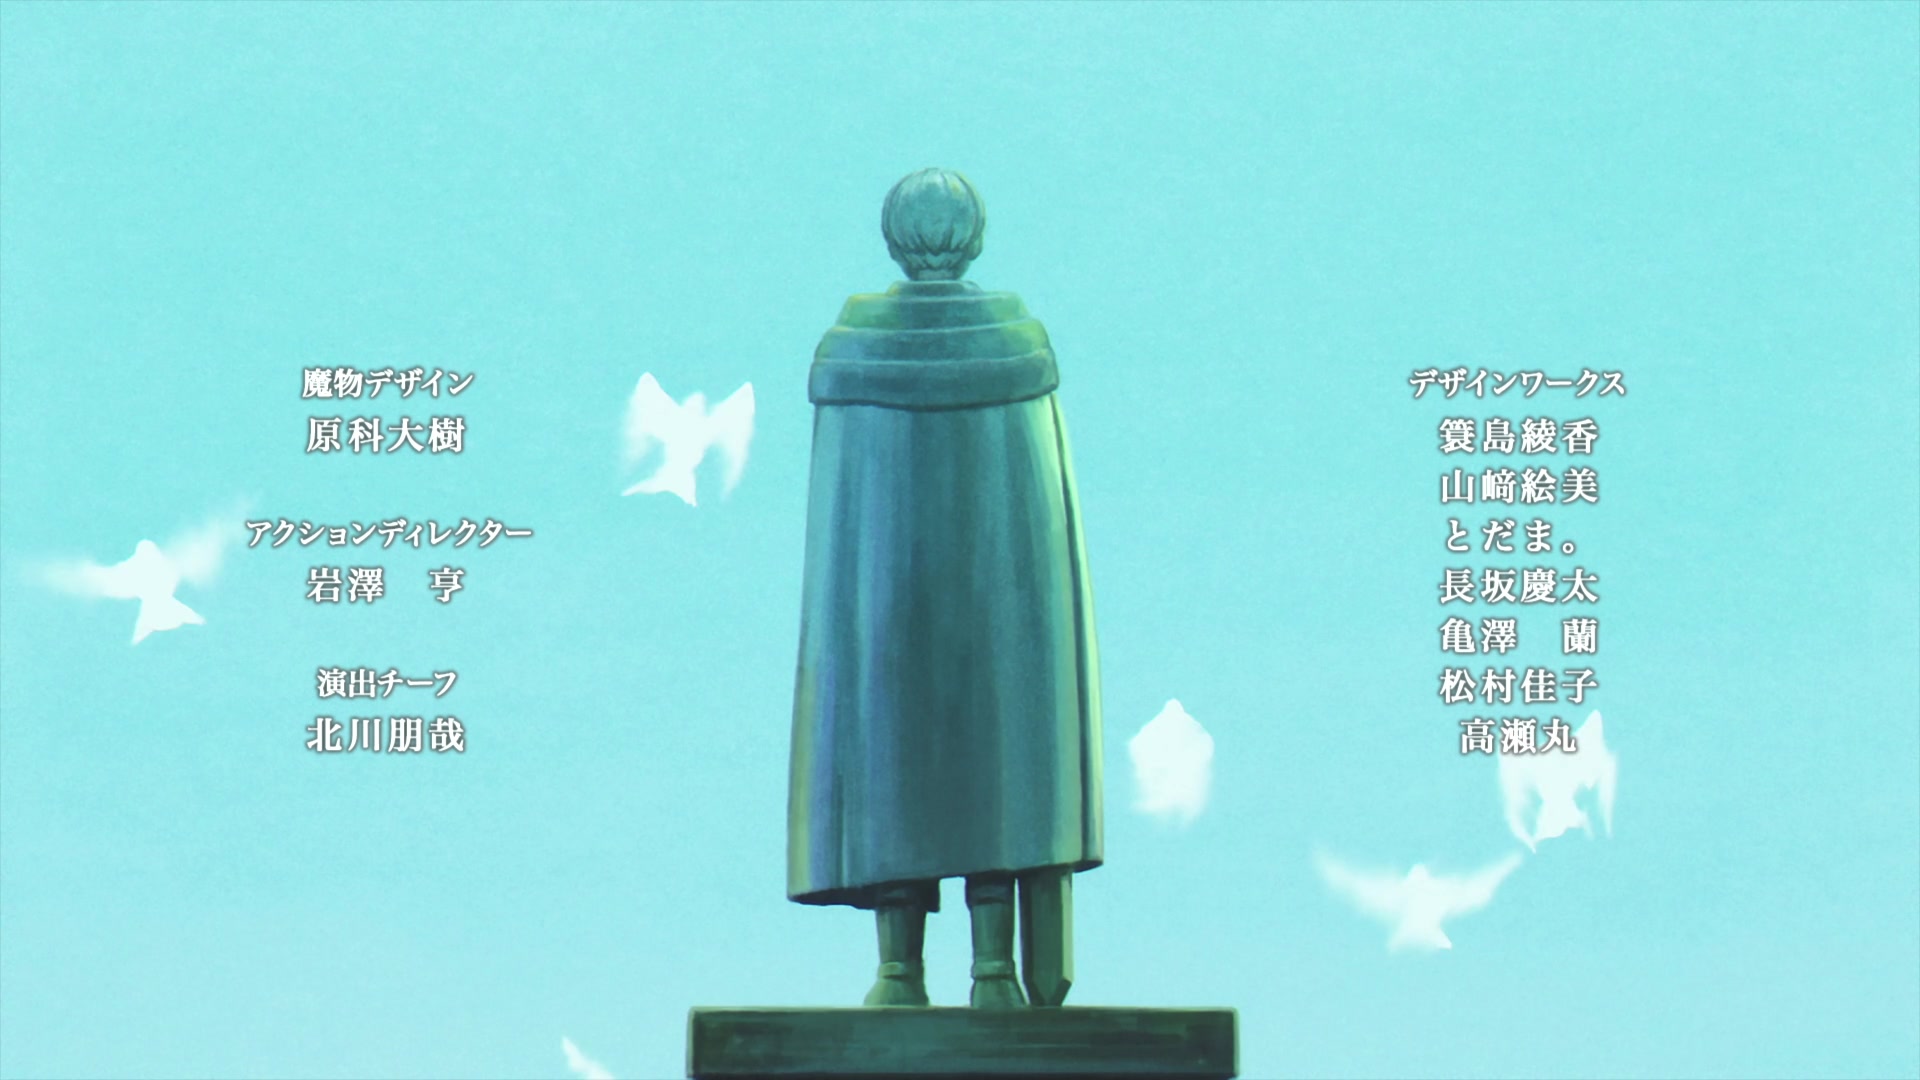 魔物デザイン
原科大樹
アクションディレクター
岩澤　亨
演出チーフ
北川朋哉
デザインワークス
簑島綾香
山﨑絵美
とだま。
長坂慶太
亀澤　蘭
松村佳子
高瀬丸